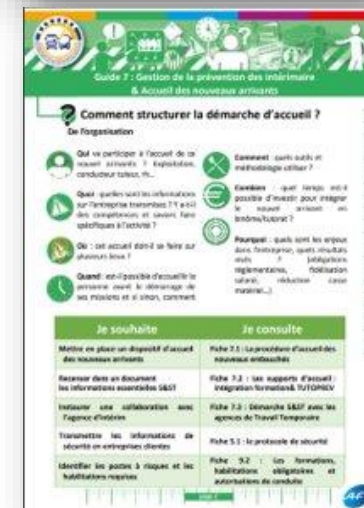 Guide 7 : Gestion de la prévention des intérimaire
& Accueil des nouveaux arrivants
? Comment structurer la démarche d'accueil ?
De l'organisation
Qui va participer à l'accueil de ce
nouvel arrivants ? Exploitation,
conducteur tuteur, rh…
Quoi : quelles sont les informations
sur l'entreprise transmises ? Y a-t-il
des compétences et savoirs faire
spécifiques à l'activité ?
Où : cet accueil doit-il se faire sur
plusieurs lieux ?
Quand : est-il possible d'accueillir la
personne avant le démarrage de
ses missions et si sinon, comment
Comment : quels outils et
méthodologie utiliser ?
Combien : quel temps est-il
possible d'investir pour intégrer
le nouvel arrivant en
binôme/tutorat ?
Pourquoi : quels sont les enjeux
dans l'entreprise, quels résultats
visés ? (obligations
réglementaires, fidélisation
salarié, réduction casse
matériel…)
Je souhaite
Je consulte
Mettre en place un dispositif d'accueil
des nouveaux arrivants
Fiche 7.1 : La procédure d'accueil des
nouveaux embauchés
Recenser dans un document
les informations essentielles S&ST
Fiche 7.2 : Les supports d'accueil :
intégration formation& TUTOPREV
Instaurer une collaboration avec
l'agence d'intérim
Fiche 7.3 : Démarche S&ST avec les
agences de Travail Temporaire
Transmettre les informations de
sécurité en entreprises clientes
Fiche 5.1 : le protocole de sécurité
Identifier les postes à risques et les
habilitations requises
Fiche 9.2 : Les formations,
habilitations obligatoires et
autorisations de conduite
AF